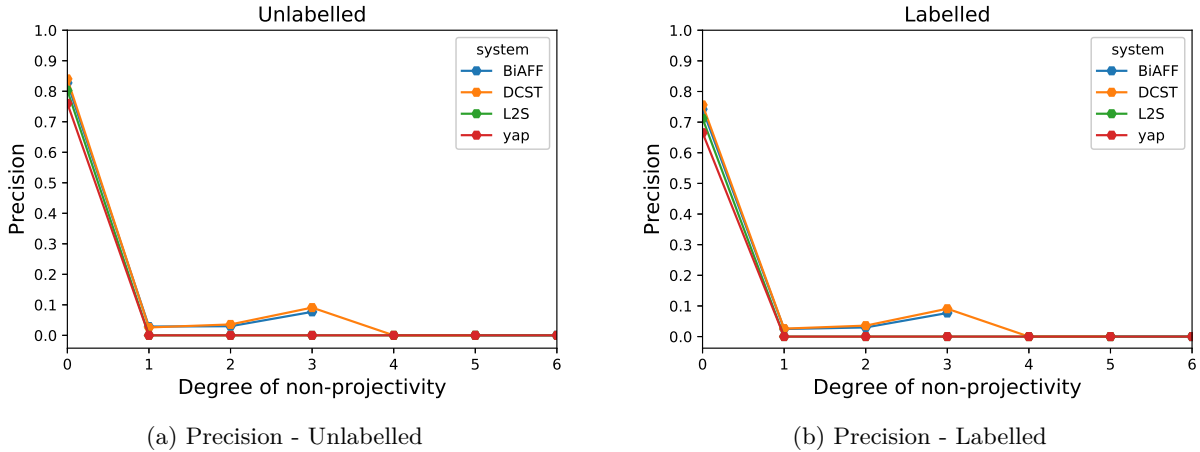 Unlabelled
1.0
0.9
0.8
0.7
0.6
0.5
0.4
0.3
0.2
0.1
0.0
Precision
system
BiAFF
DCST
L2S
yap
0 1 2 3 4 5 6
Degree of non-projectivity
(a) Precision - Unlabelled
Labelled
1.0
0.9
0.8
0.7
0.6
0.5
0.4
0.3
0.2
0.1
0.0
Precision
system
BiAFF
DCST
L2S
yap
0 1 2 3 4 5 6
Degree of non-projectivity
(b) Precision - Labelled